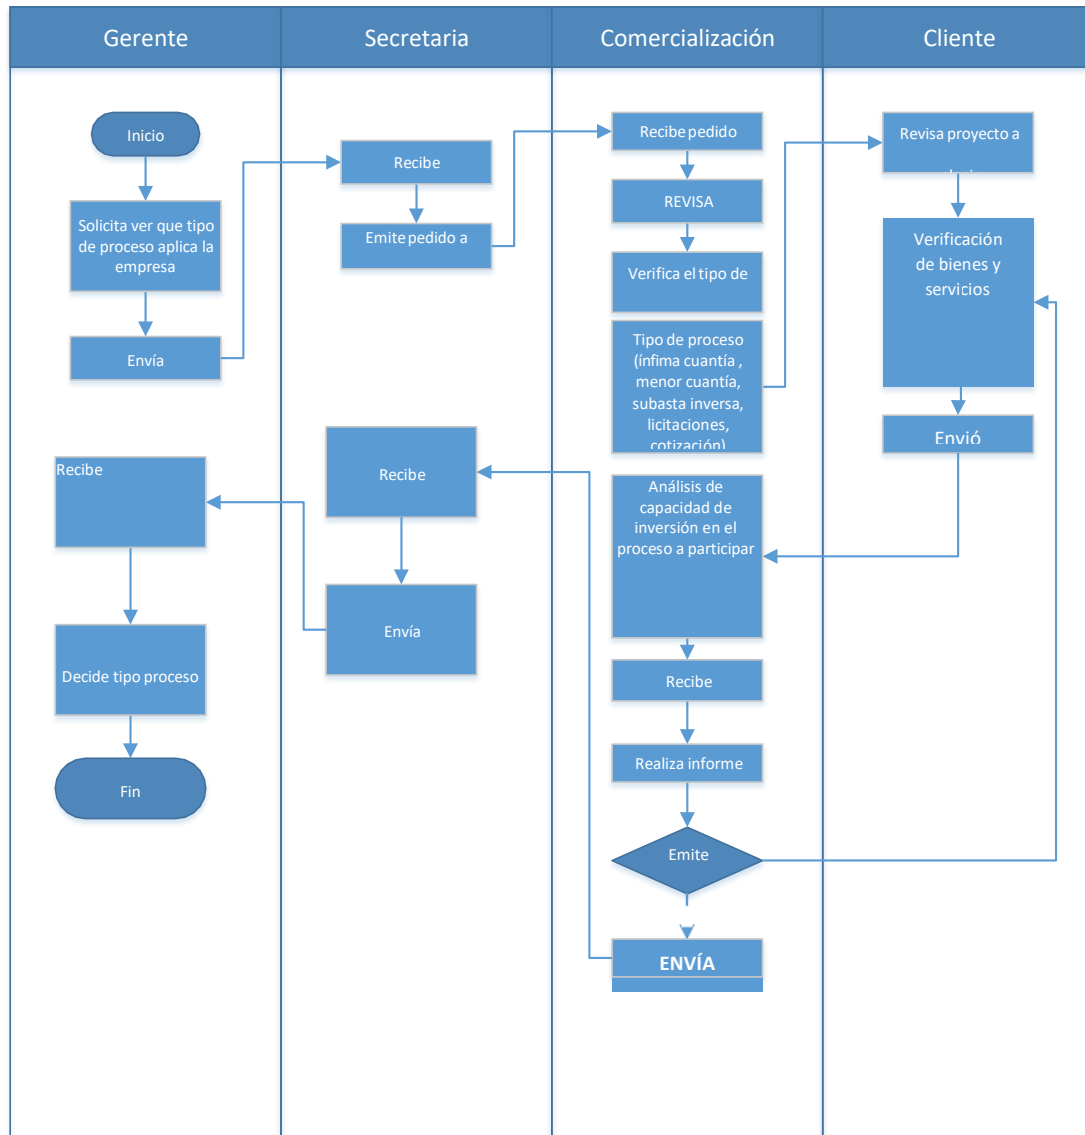 Gerente
Secretaria
Comercialización
Cliente
Inicio
Solicita ver que tipo
de proceso aplica la
empresa
Envía
Recibe
Decide tipo proceso
Fin
Recibe
Emite pedido a
Recibe
Envía
Recibe pedido
REVISA
Verifica el tipo de
Tipo de proceso
(ínfima cuantía ,
menor cuantía,
subasta inversa,
licitaciones,
cotización)
Análisis de
capacidad de
inversión en el
proceso a participar
Recibe
Realiza informe
Emite
ENVÍA
Revisa proyecto a
Verificación
de bienes y
servicios
Envió